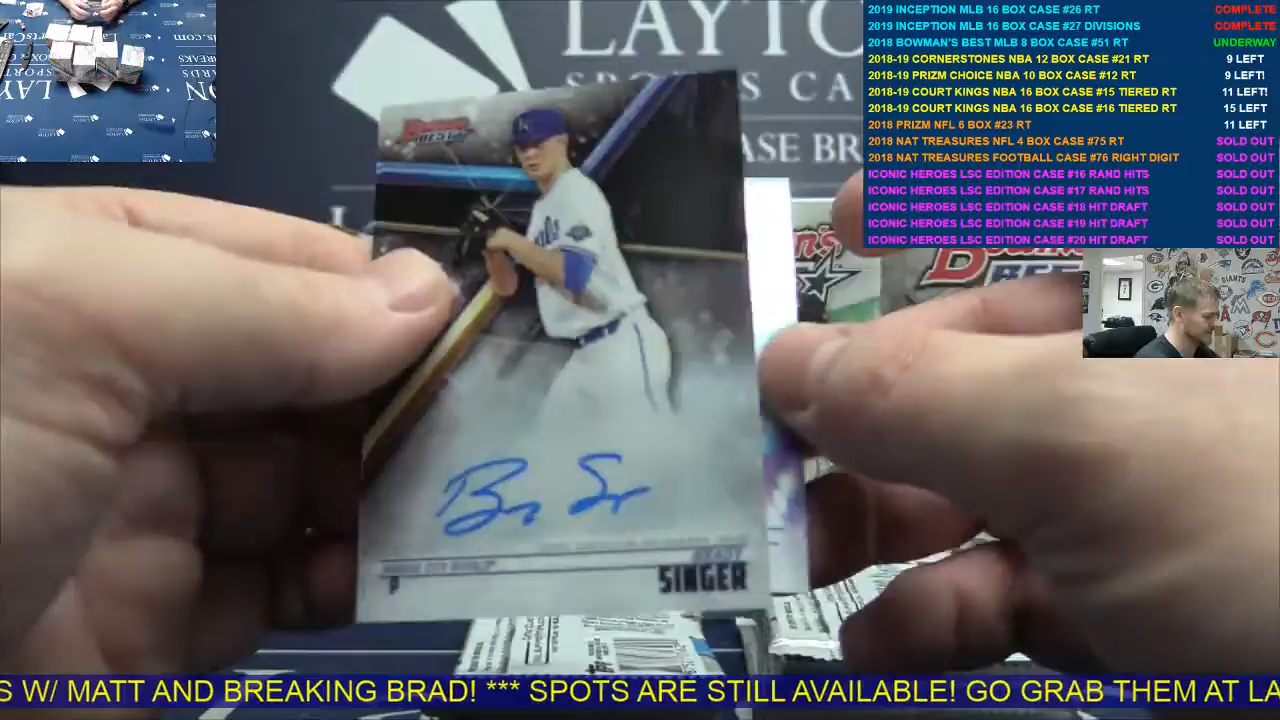 2019 INCEPTION MLB 16 BOX CASE #26 RT COMPLETE
2019 INCEPTION MLB 16 BOX CASE #27 DIVISIONS COMPLETE
2018 BOWMAN'S BEST MLB 8 BOX CASE #51 RT UNDERWAY
2018-19 CORNERSTONES NBA 12 BOX CASE #21 RT 9 LEFT
2018-19 PRIZM CHOICE NBA 10 BOX CASE #12 RT 9 LEFT!
2018-19 COURT KINGS NBA 16 BOX CASE #15 TIERED RT 11 LEFT!
2018-19 COURT KINGS NBA 16 BOX CASE #16 TIERED RT 15 LEFT
2018 PRIZM NFL 6 BOX #23 RT 11 LEFT
2018 NAT TREASURES NFL 4 BOX CASE #75 RT SOLD OUT
2018 NAT TREASURES FOOTBALL CASE #76 RIGHT DIGIT SOLD OUT
ICONIC HEROES LSC EDITION CASE #16 RAND HITS SOLD OUT
ICONIC HEROES LSC EDITION CASE #17 RAND HITS SOLD OUT
ICONIC HEROES LSC EDITION CASE #18 HIT DRAFT SOLD OUT
ICONIC HEROES LSC EDITION CASE #19 HIT DRAFT SOLD OUT
ICONIC HEROES LSC EDITION CASE #20 HIT DRAFT SOLD OUT
LAYTO
SPORTS CA
ASE BR
Bowman's
BEST
K
P
BRADY
SINGER
GIANTS
S W/ MATT AND BREAKING BRAD! *** SPOTS ARE STILL AVAILABLE! GO GRAB THEM AT LA